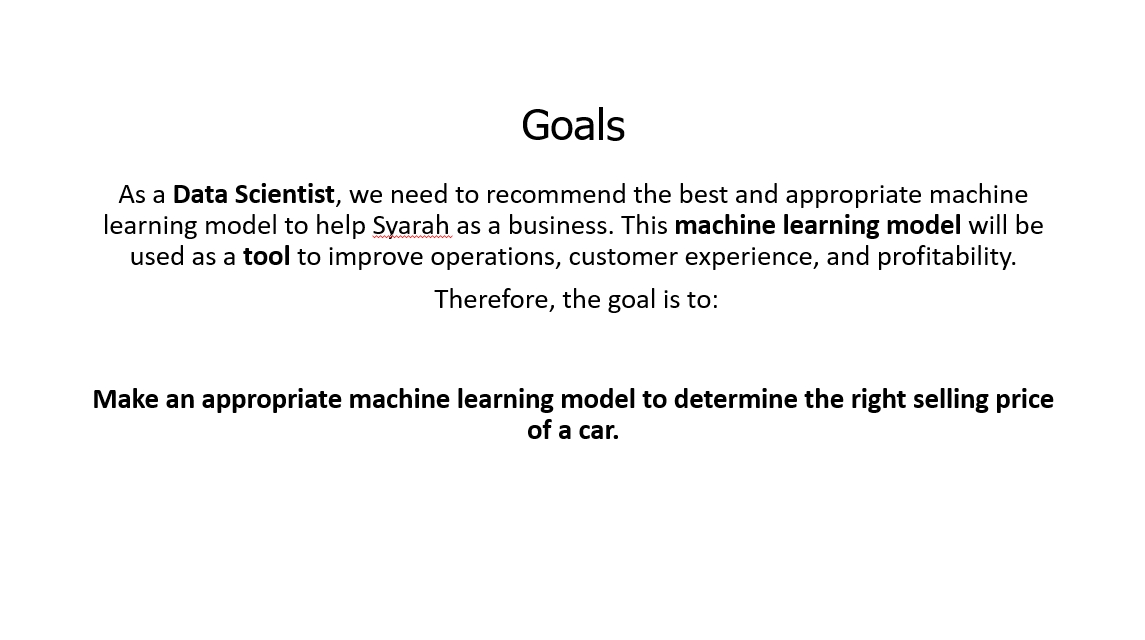 Goals
As a Data Scientist, we need to recommend the best and appropriate machine
learning model to help Syarah as a business. This machine learning model will be
used as a tool to improve operations, customer experience, and profitability.
Therefore, the goal is to:
Make an appropriate machine learning model to determine the right selling price
of a car.